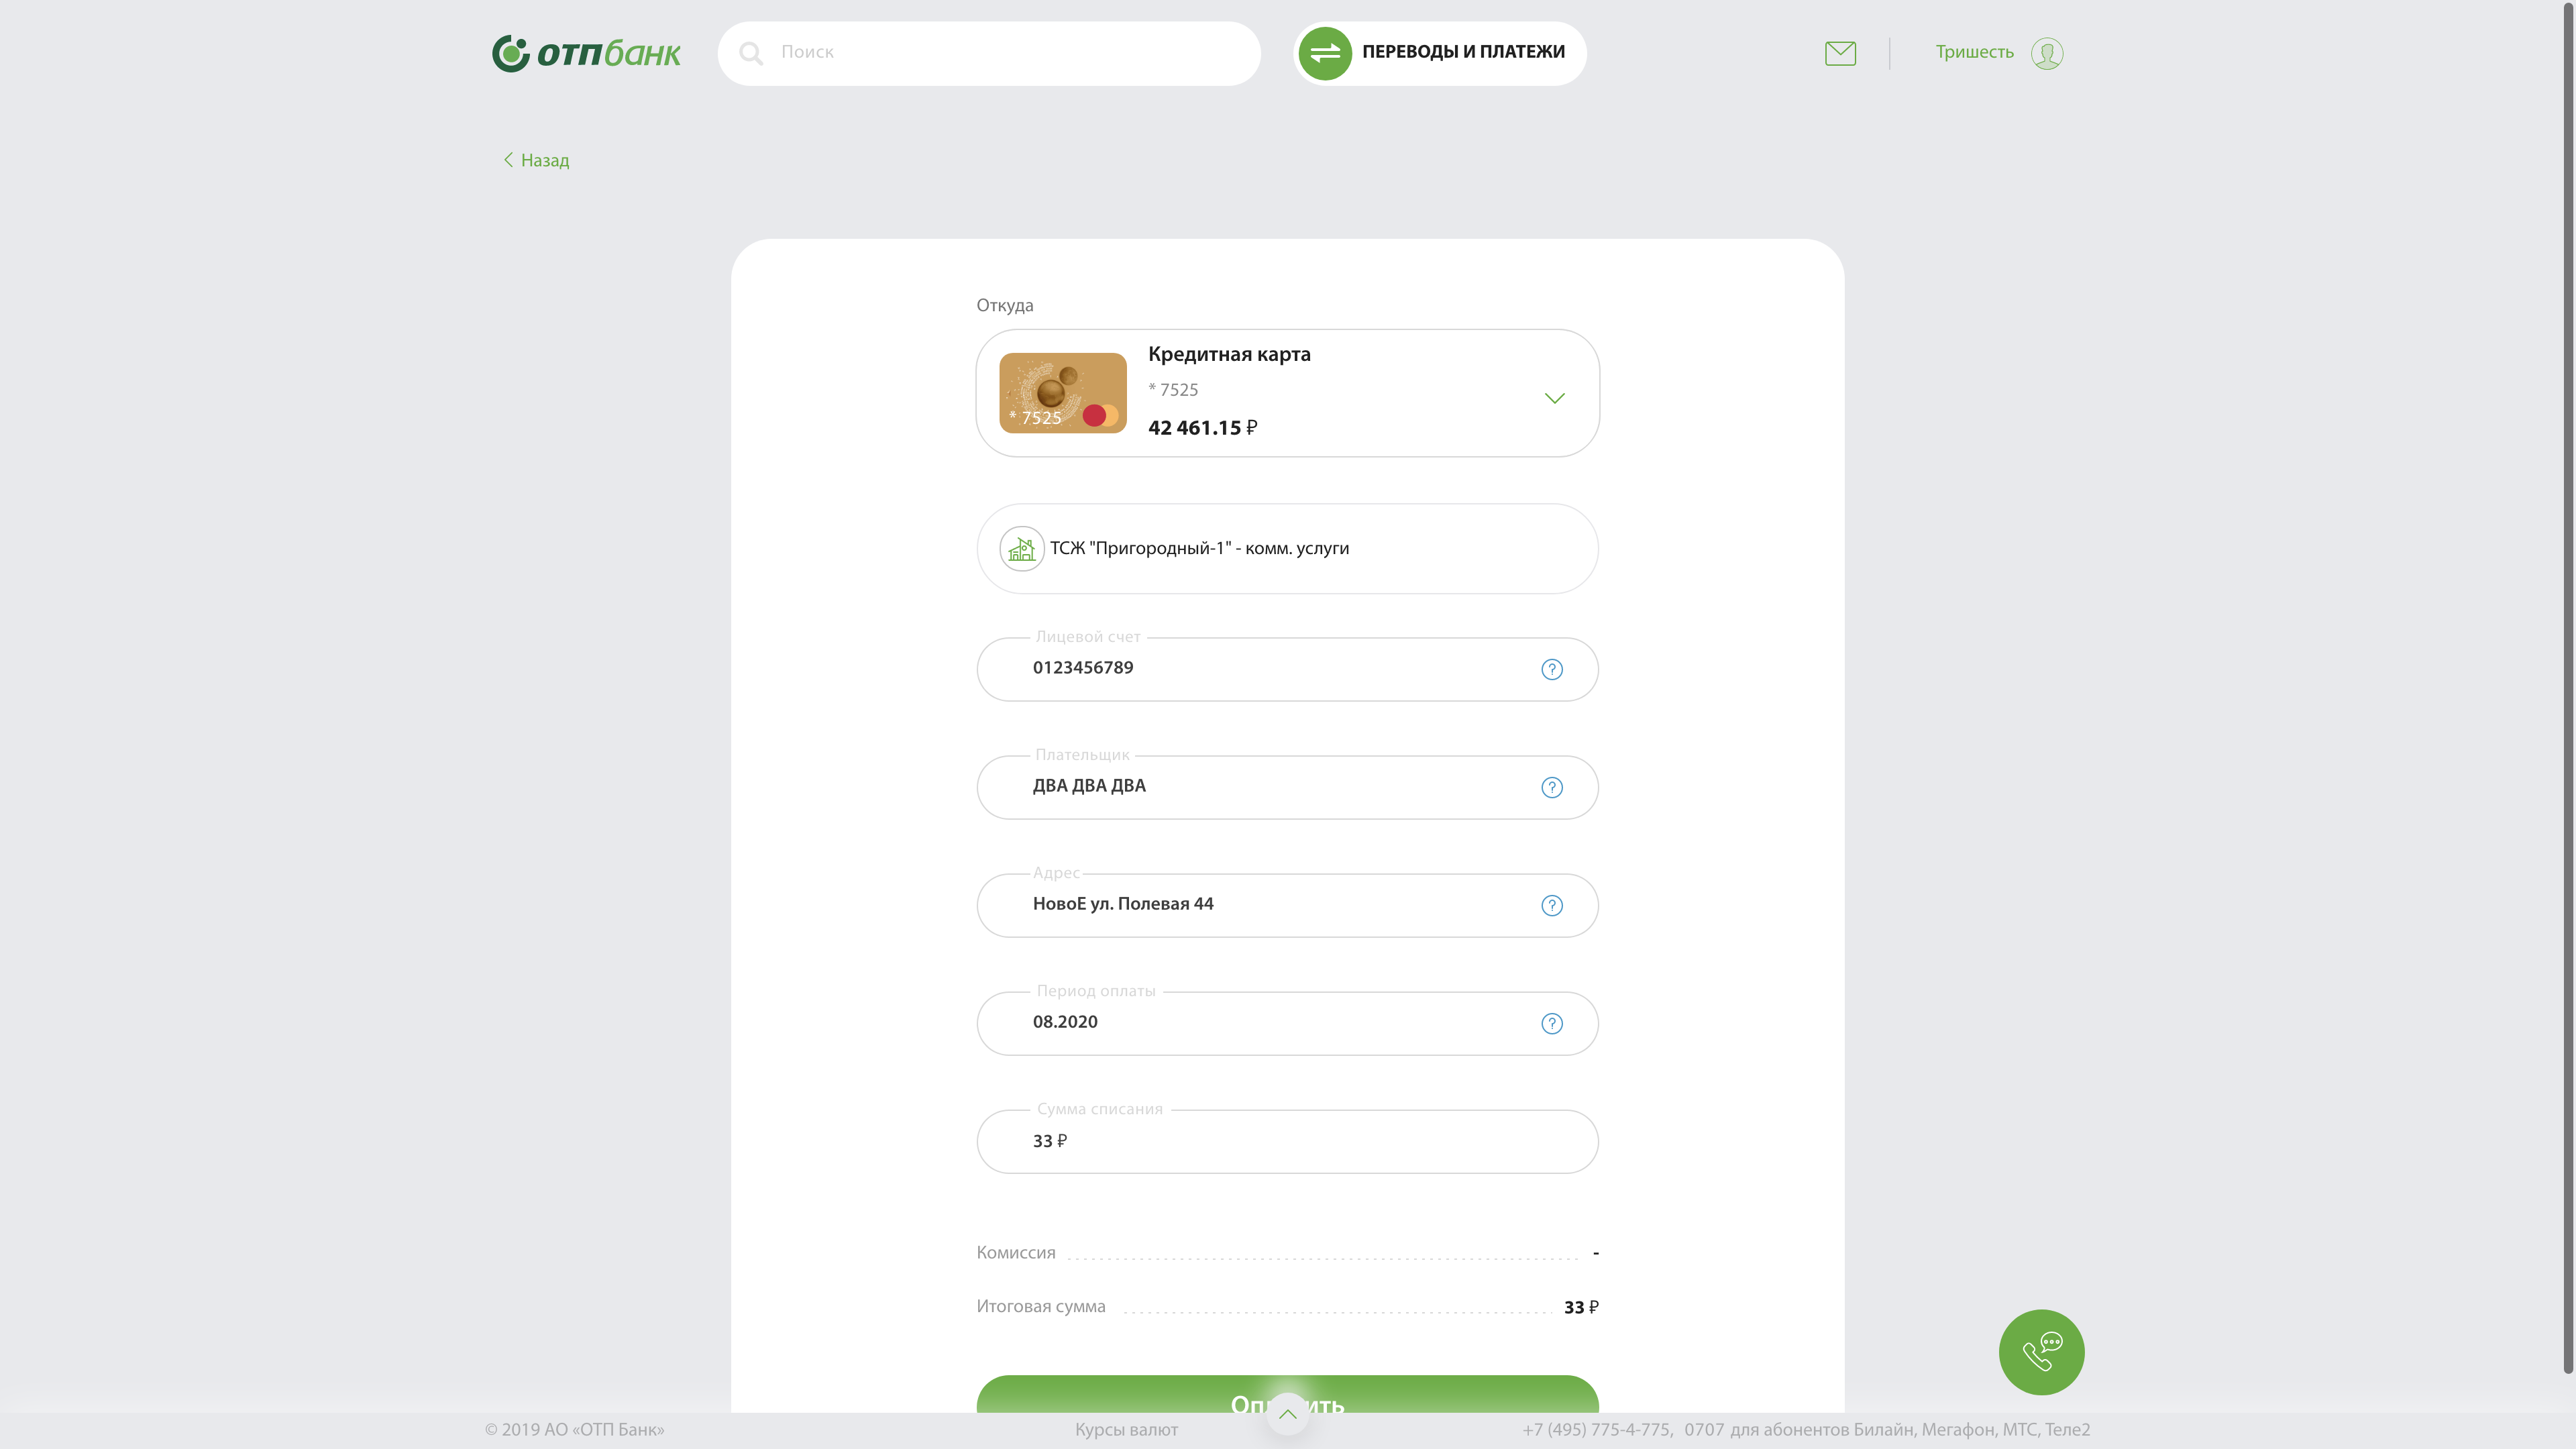 отпбанк
Поиск
ПЕРЕВОДЫ И ПЛАТЕЖИ
Тришесть
Назад
Откуда
* 7525
Кредитная карта
* 7525
42 461.15 ₽
ТСЖ "Пригородный-1" - комм. услуги
Лицевой счет
0123456789
Плательщик
ДВА ДВА ДВА
Адрес
НовоЕ ул. Полевая 44
Период оплаты
08.2020
Сумма списания
33 ₽
Комиссия -
Итоговая сумма 33 ₽
© 2019 АО «ОТП Банк»
Курсы валют
+7 (495) 775-4-775, 0707 для абонентов Билайн, Мегафон, МТС, Теле2